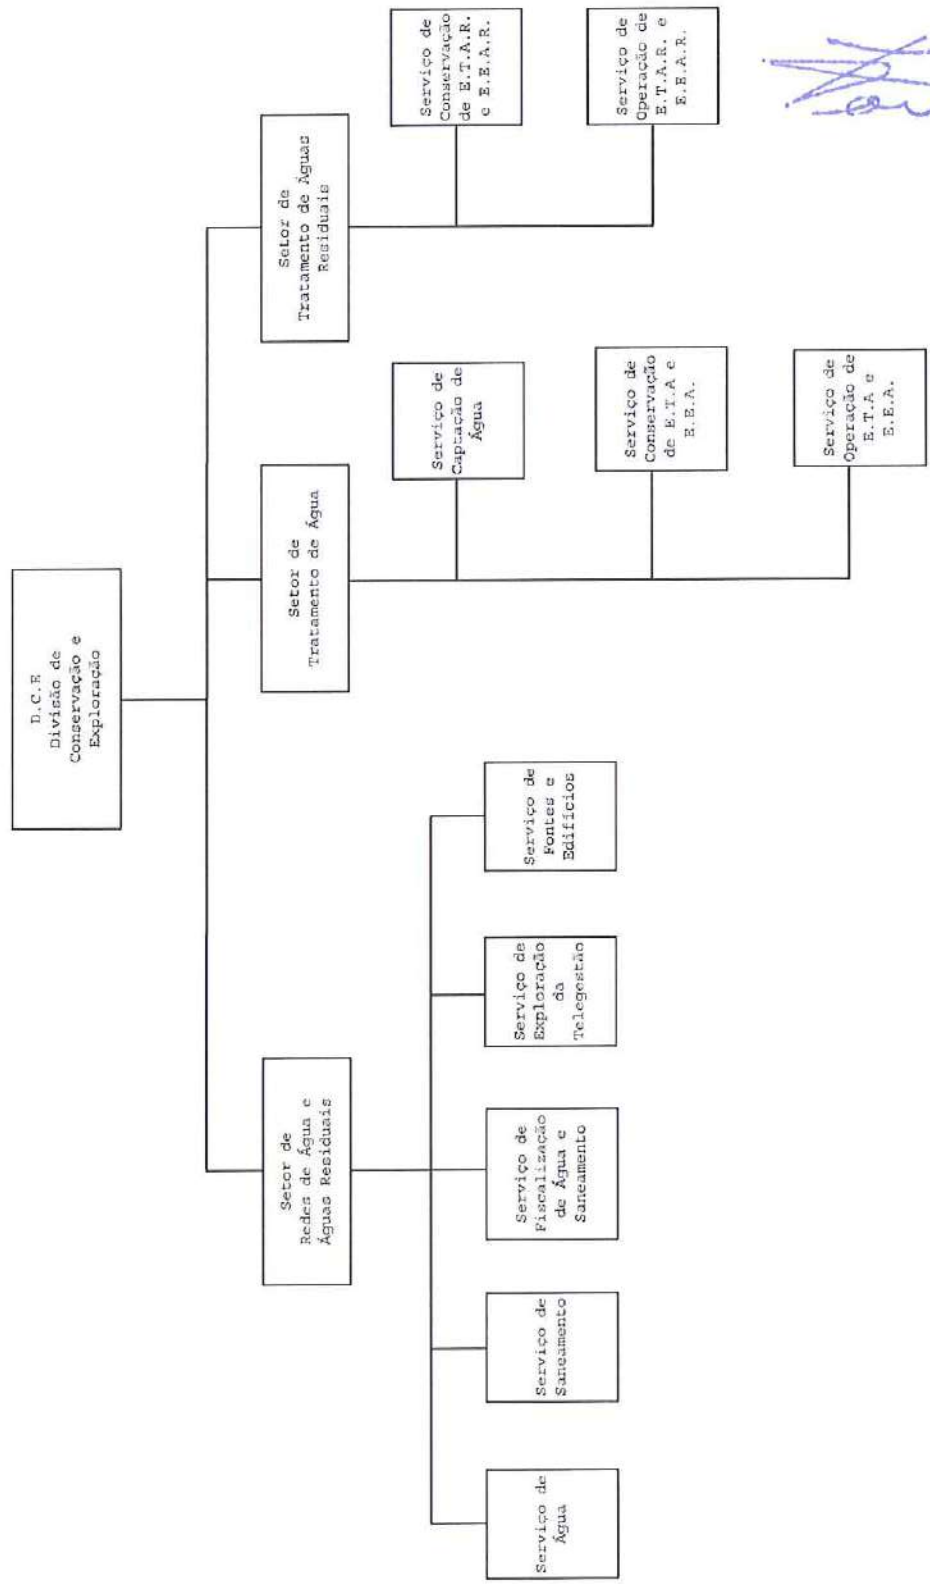 D.C.E
Divisão de
Conservação e
Exploração
Setor de
Redes de Água e
Águas Residuais
Setor de
Tratamento de Água
Setor de
Tratamento de Águas
Residuais
Serviço de
Água
Serviço de
Saneamento
Serviço de
Fiscalização
de Água e
Saneamento
Serviço de
Exploração
da
Telegestão
Serviço de
Fontes e
Edifícios
Serviço de
Captação de
Água
Serviço de
Conservação
de E.T.A e
E.E.A.
Serviço de
Operação de
E.T.A e
E.E.A.
Serviço de
Conservação
de E.T.A.R.
e E.E.A.R.
Serviço de
Operação de
E.T.A.R. e
E.E.A.R.